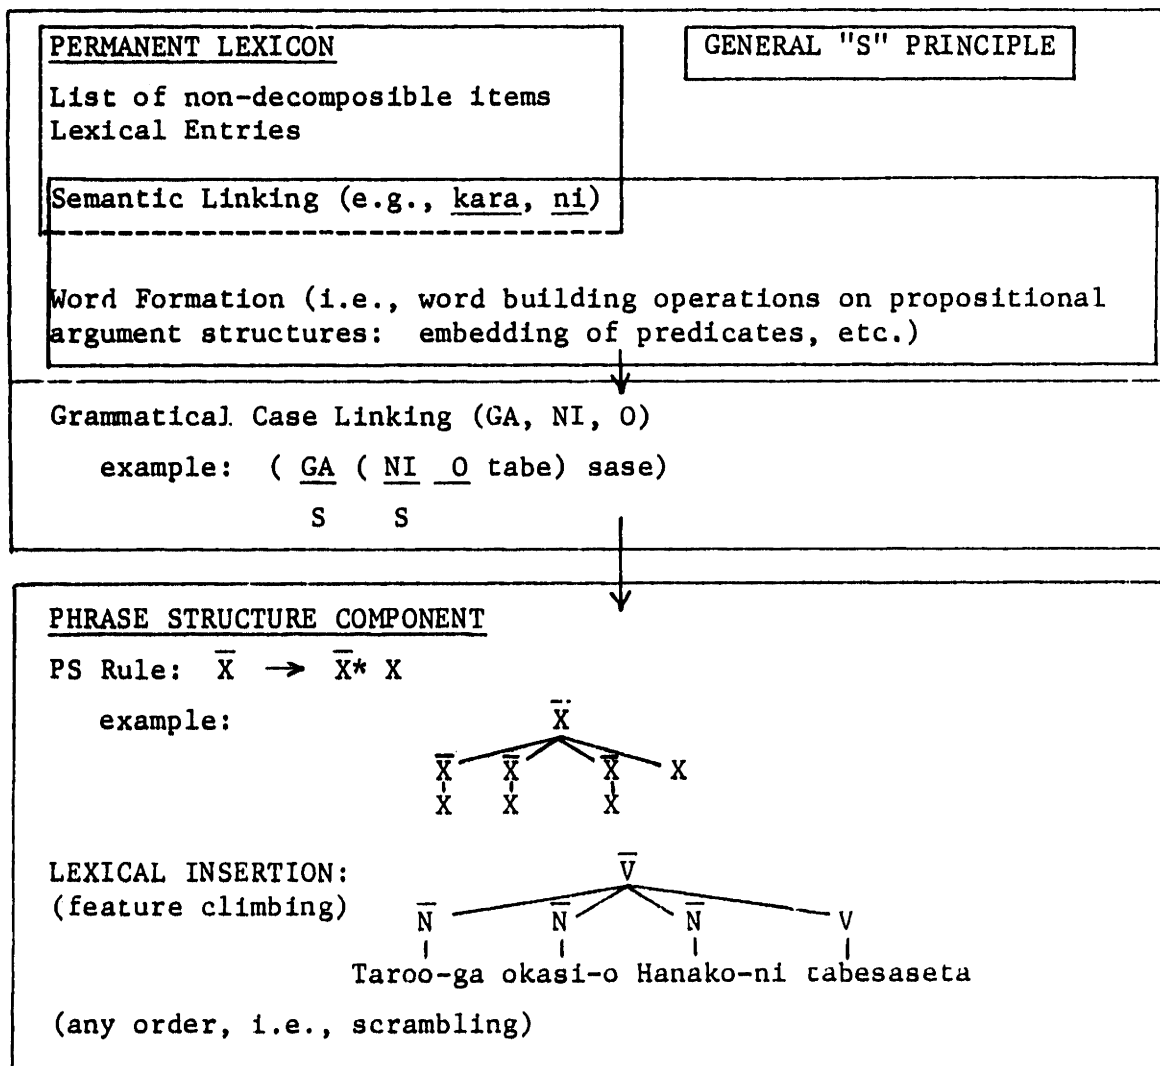 PERMANENT LEXICON
GENERAL "S" PRINCIPLE
List of non-decomposible items
Lexical Entries
Semantic Linking (e.g., kara, ni)
Word Formation (i.e., word building operations on propositional
argument structures: embedding of predicates, etc.)
Grammatical Case Linking (GA, NI, O)
example: ( GA ( NI O tabe) sase)
S S
PHRASE STRUCTURE COMPONENT
PS Rule: X̄ → X̄* X
example:
X̄
X̄ X̄ X̄ X
X X X
LEXICAL INSERTION:
V̄
(feature climbing)
N̄ N̄ N̄ V
Taroo-ga okasi-o Hanako-ni tabesaseta
(any order, i.e., scrambling)